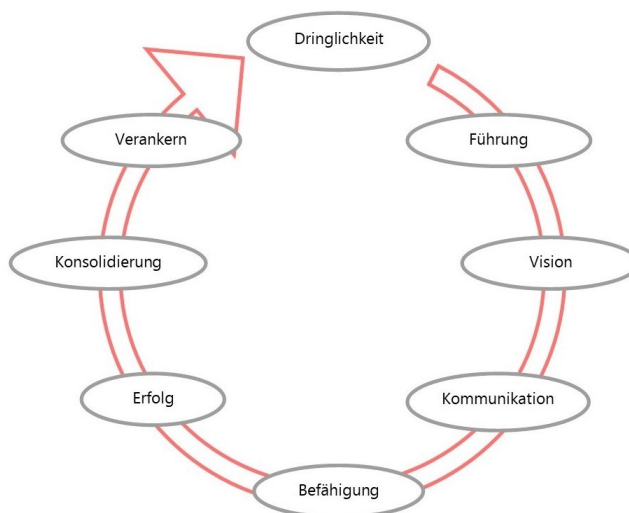 Dringlichkeit
Führung
Vision
Kommunikation
Befähigung
Erfolg
Konsolidierung
Verankern